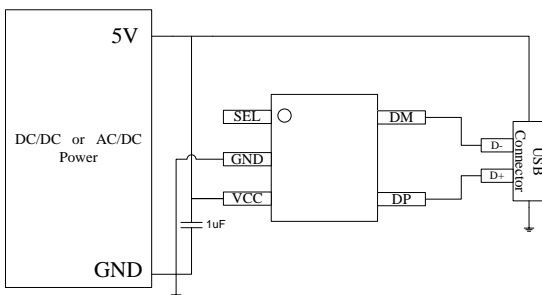 5V
DC/DC or AC/DC
Power
GND
SEL
GND
VCC
1uF
DM
DP
D-
D+
USB
Connector